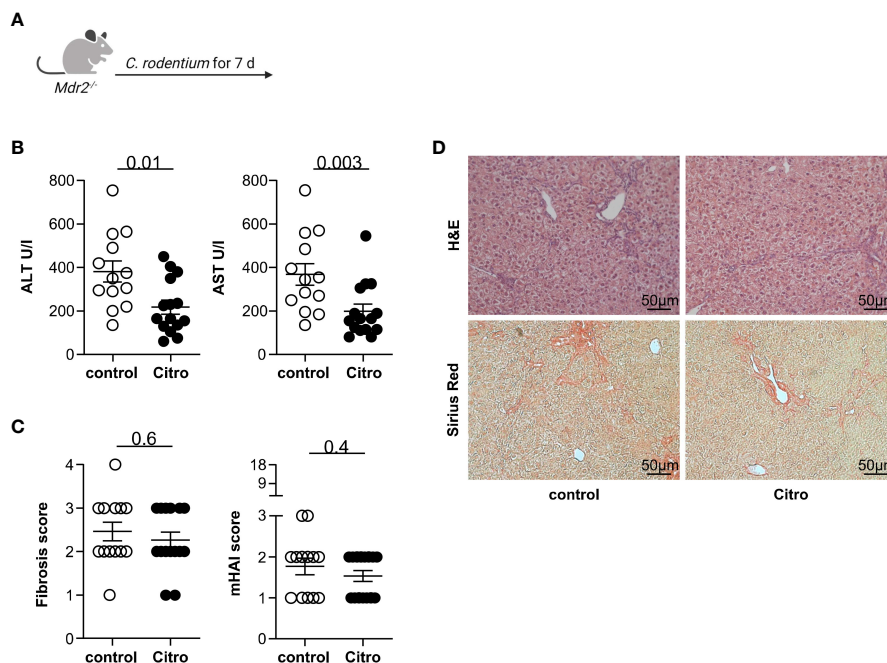 A
C. rodentium for 7 d
Mdr2-/-
B
0.01
800
600
400
200
0
ALT U/l
control
Citro
0.003
800
600
400
200
0
AST U/l
control
Citro
C
0.6
4
3
2
1
0
Fibrosis score
control
Citro
0.4
18
9
3
2
1
0
mHAI score
control
Citro
D
H&E
50µm
50µm
Sirius Red
50µm
50µm
control
Citro